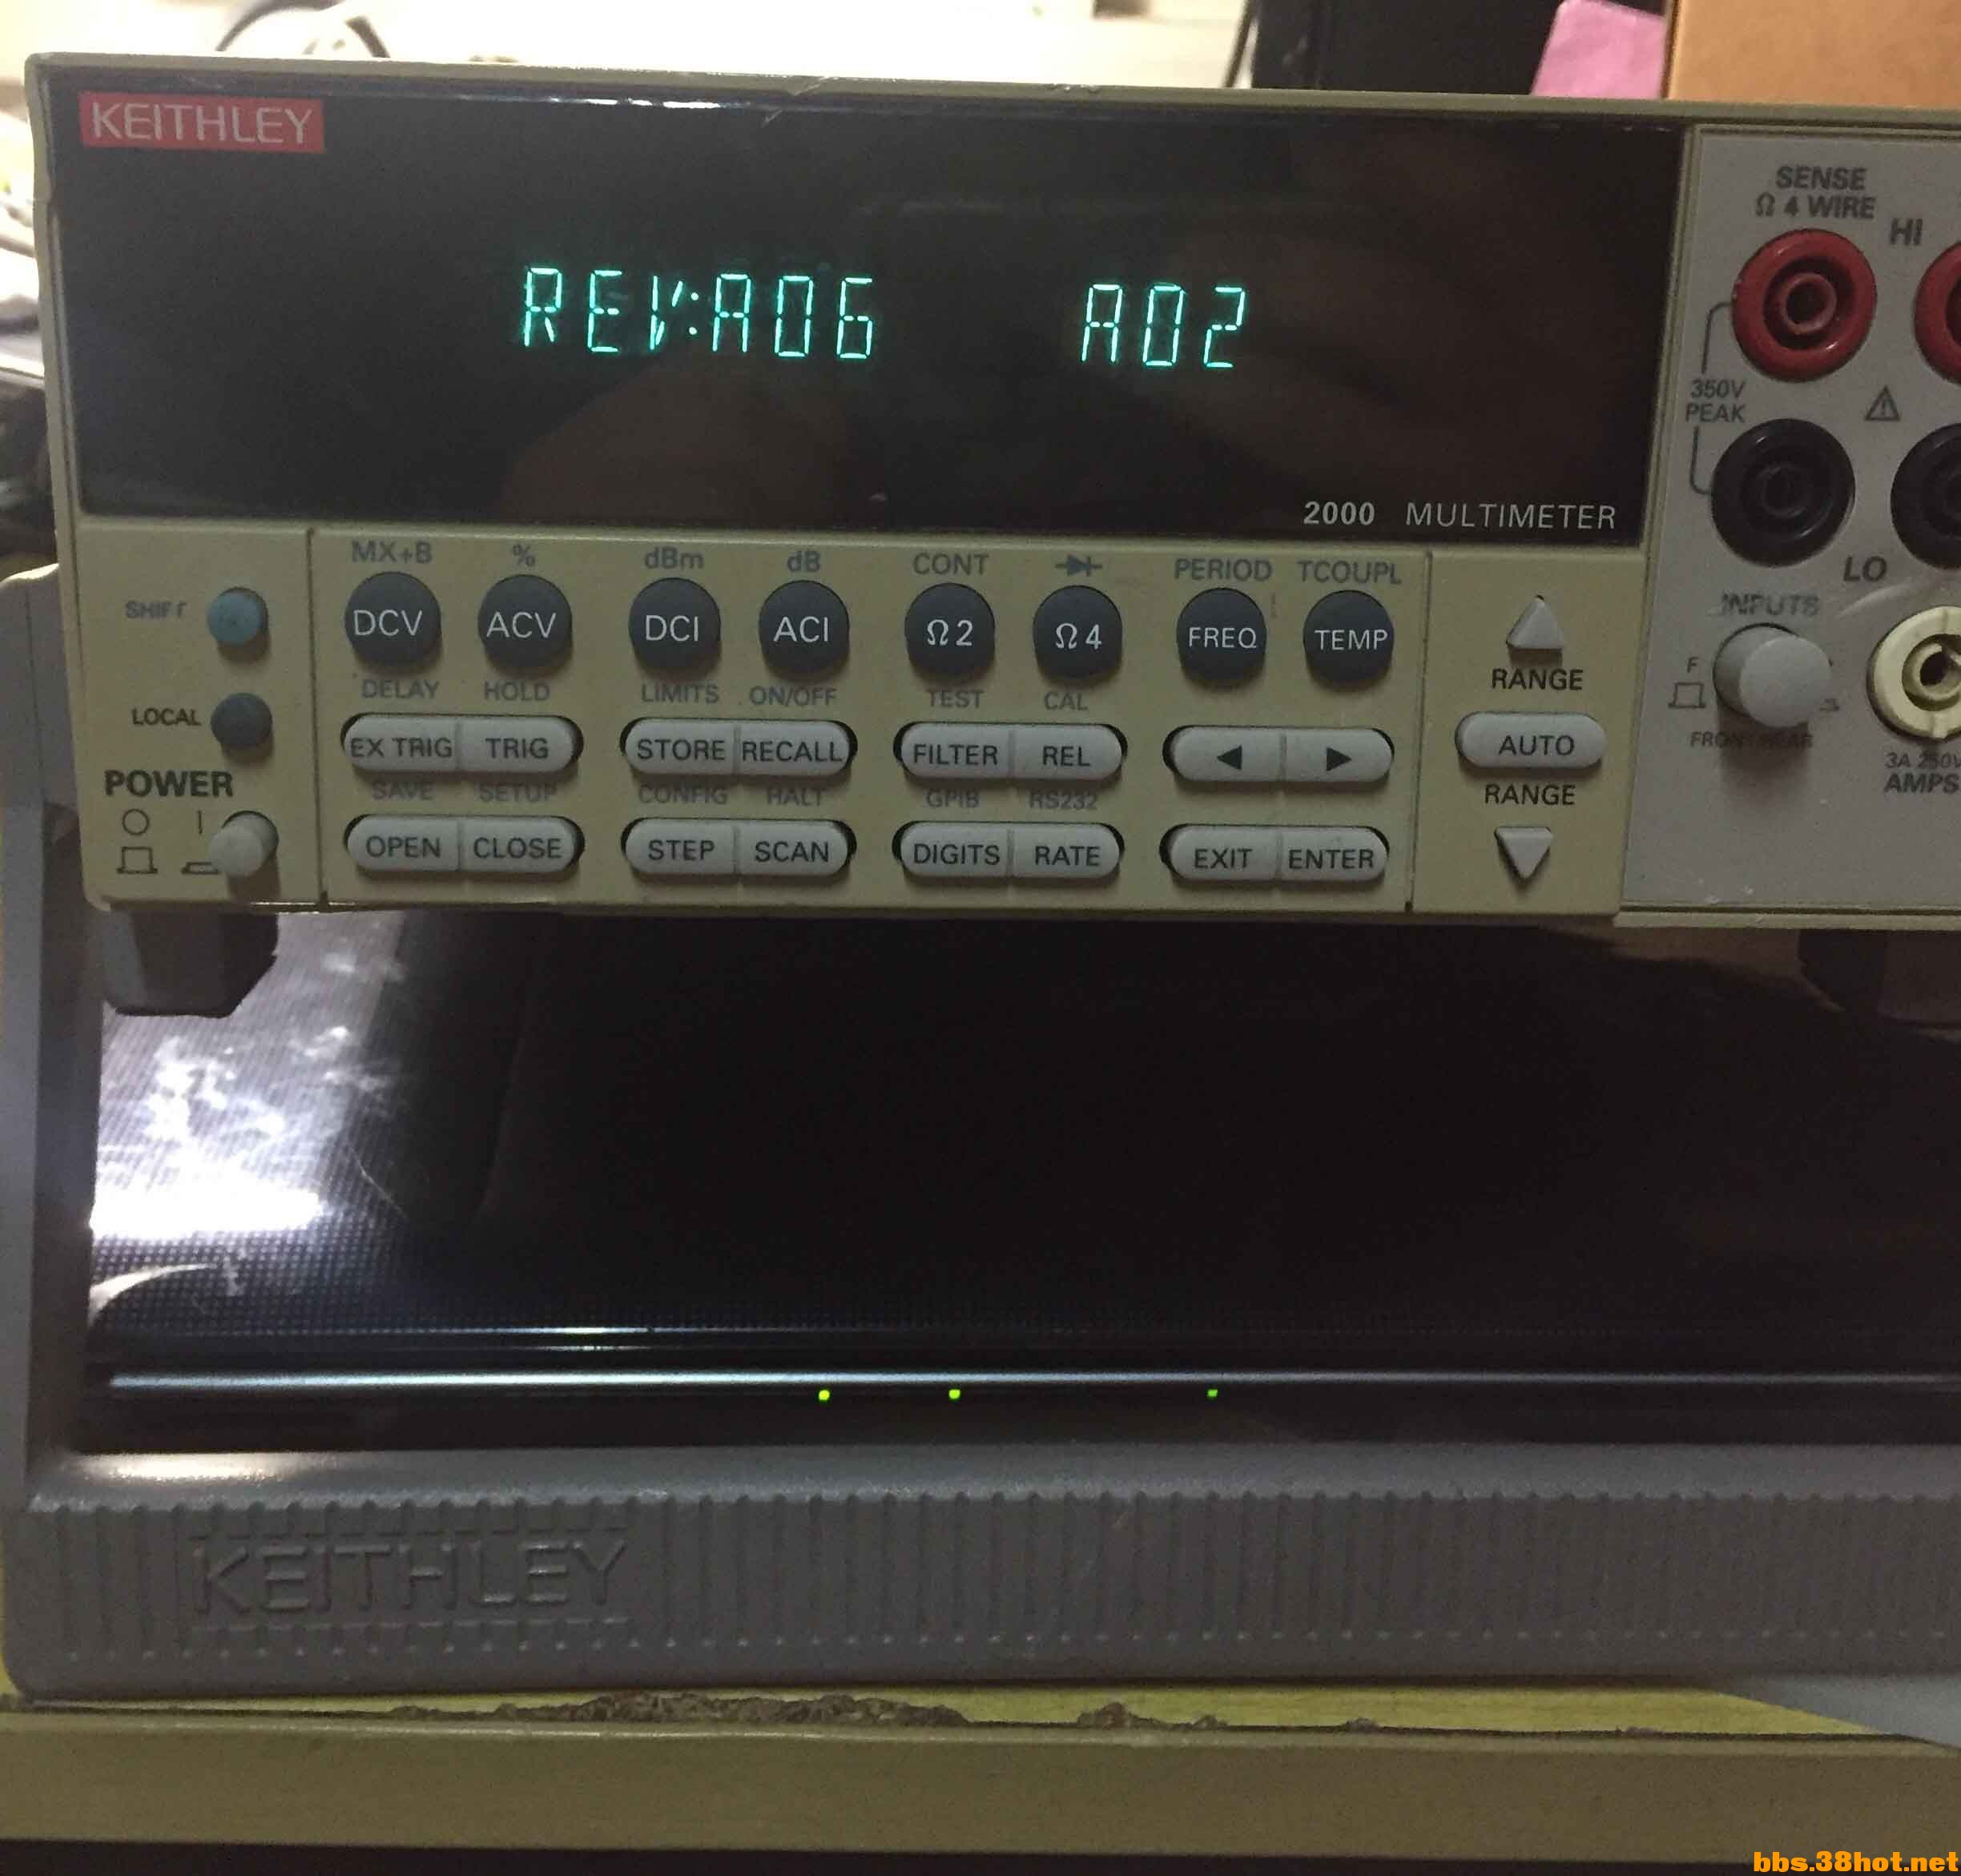 KEITHLEY
REV:A06 A02
2000 MULTIMETER
SENSE
Ω 4 WIRE
HI
350V
PEAK
LO
INPUTS
F
FRONT/REAR
3A 250V
AMPS
SHIFT
LOCAL
POWER
MX+B % dBm dB CONT PERIOD TCOUPL
DCV ACV DCI ACI Ω2 Ω4 FREQ TEMP
DELAY HOLD LIMITS ON/OFF TEST CAL
EX TRIG TRIG STORE RECALL FILTER REL
SAVE SETUP CONFIG HALT GPIB RS232
OPEN CLOSE STEP SCAN DIGITS RATE EXIT ENTER
RANGE
AUTO
RANGE
KEITHLEY
bbs.38hot.net